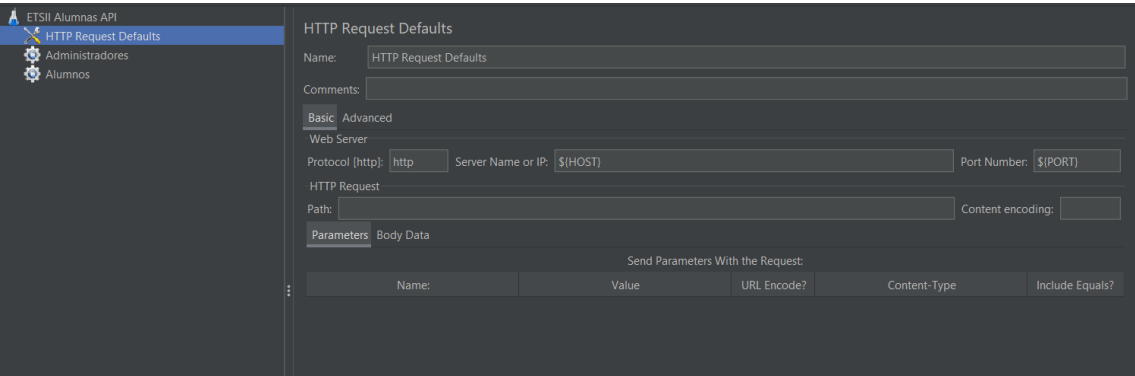 ETSII Alumnas API
HTTP Request Defaults
Administradores
Alumnos
HTTP Request Defaults
Name: HTTP Request Defaults
Comments:
Basic Advanced
Web Server
Protocol [http]: http Server Name or IP: ${HOST} Port Number: ${PORT}
HTTP Request
Path: Content encoding:
Parameters Body Data
Send Parameters With the Request:
Name: Value URL Encode? Content-Type Include Equals?